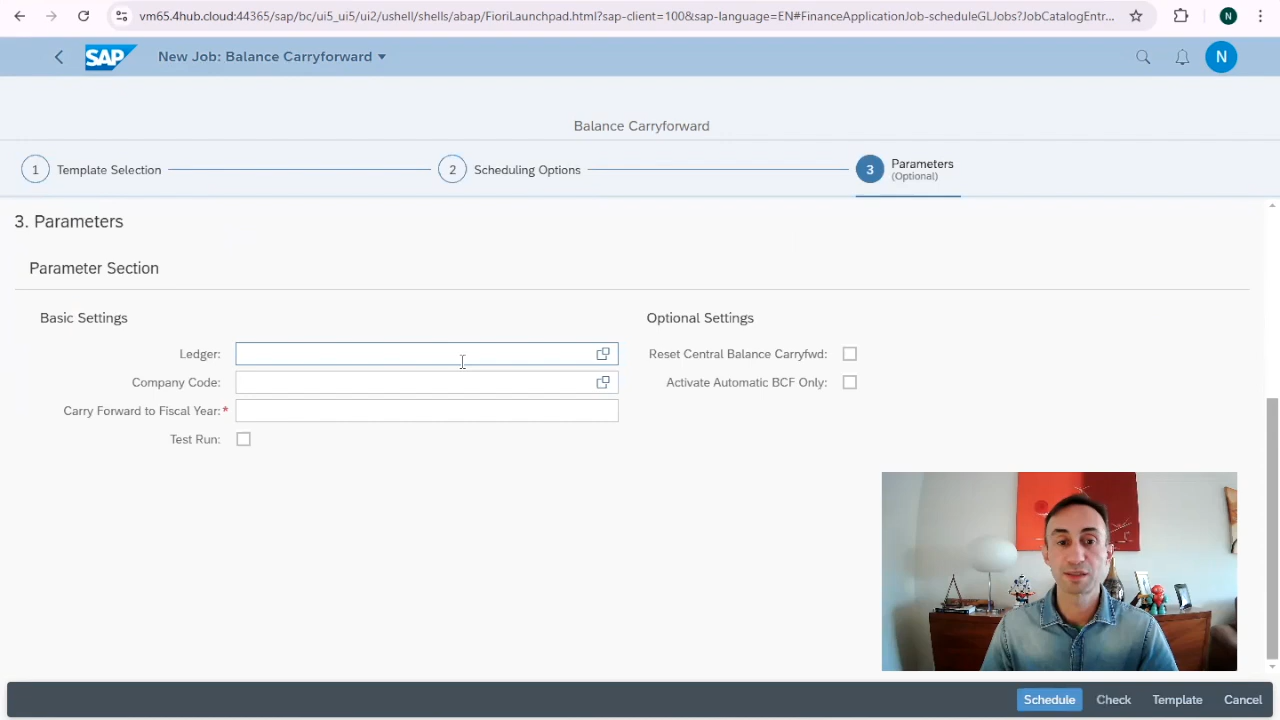 vm65.4hub.cloud:44365/sap/bc/ui5_ui5/ui2/ushell/shells/abap/FioriLaunchpad.html?sap-client=100&sap-language=EN#FinanceApplicationJob-scheduleGLJobs?JobCatalogEntr...
N
SAP
New Job: Balance Carryforward
N
Balance Carryforward
1 Template Selection
2 Scheduling Options
3 Parameters
(Optional)
3. Parameters
Parameter Section
Basic Settings
Optional Settings
Ledger:
Reset Central Balance Carryfwd:
Company Code:
Activate Automatic BCF Only:
Carry Forward to Fiscal Year:*
Test Run:
Schedule
Check
Template
Cancel